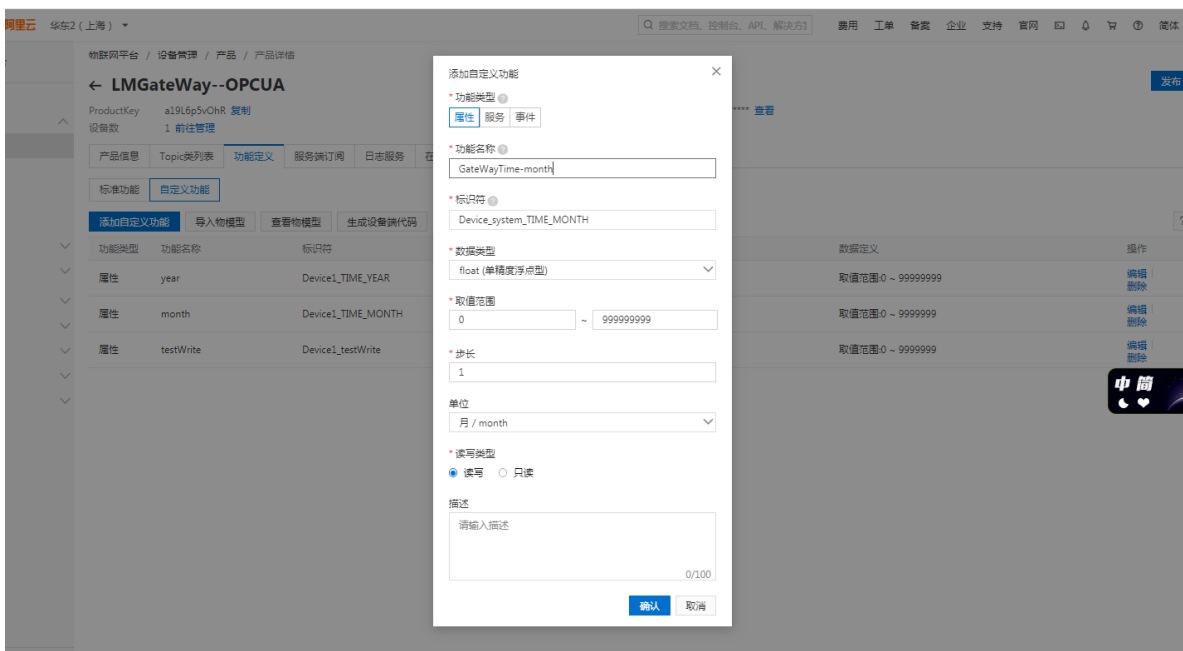 阿里云 华东2（上海） 搜索文档、控制台、API、解决方 费用 工单 备案 企业 支持 官网 简体
物联网平台 / 设备管理 / 产品 / 产品详情
← LMGateWay--OPCUA
发布
ProductKey a19L6p5vOhR 复制
**** 查看
设备数 1 前往管理
产品信息 Topic类列表 功能定义 服务端订阅 日志服务 在
标准功能 自定义功能
添加自定义功能 导入物模型 查看物模型 生成设备端代码
功能类型 功能名称 标识符 数据定义 操作
属性 year Device1_TIME_YEAR 取值范围:0 ~ 99999999 编辑
删除
属性 month Device1_TIME_MONTH 取值范围:0 ~ 9999999 编辑
删除
属性 testWrite Device1_testWrite 取值范围:0 ~ 9999999 编辑
删除
添加自定义功能
* 功能类型
属性 服务 事件
* 功能名称
GateWayTime-month
* 标识符
Device_system_TIME_MONTH
* 数据类型
float (单精度浮点型)
* 取值范围
0 ~ 999999999
* 步长
1
单位
月 / month
* 读写类型
读写 只读
描述
请输入描述
0/100
确认 取消
中 简